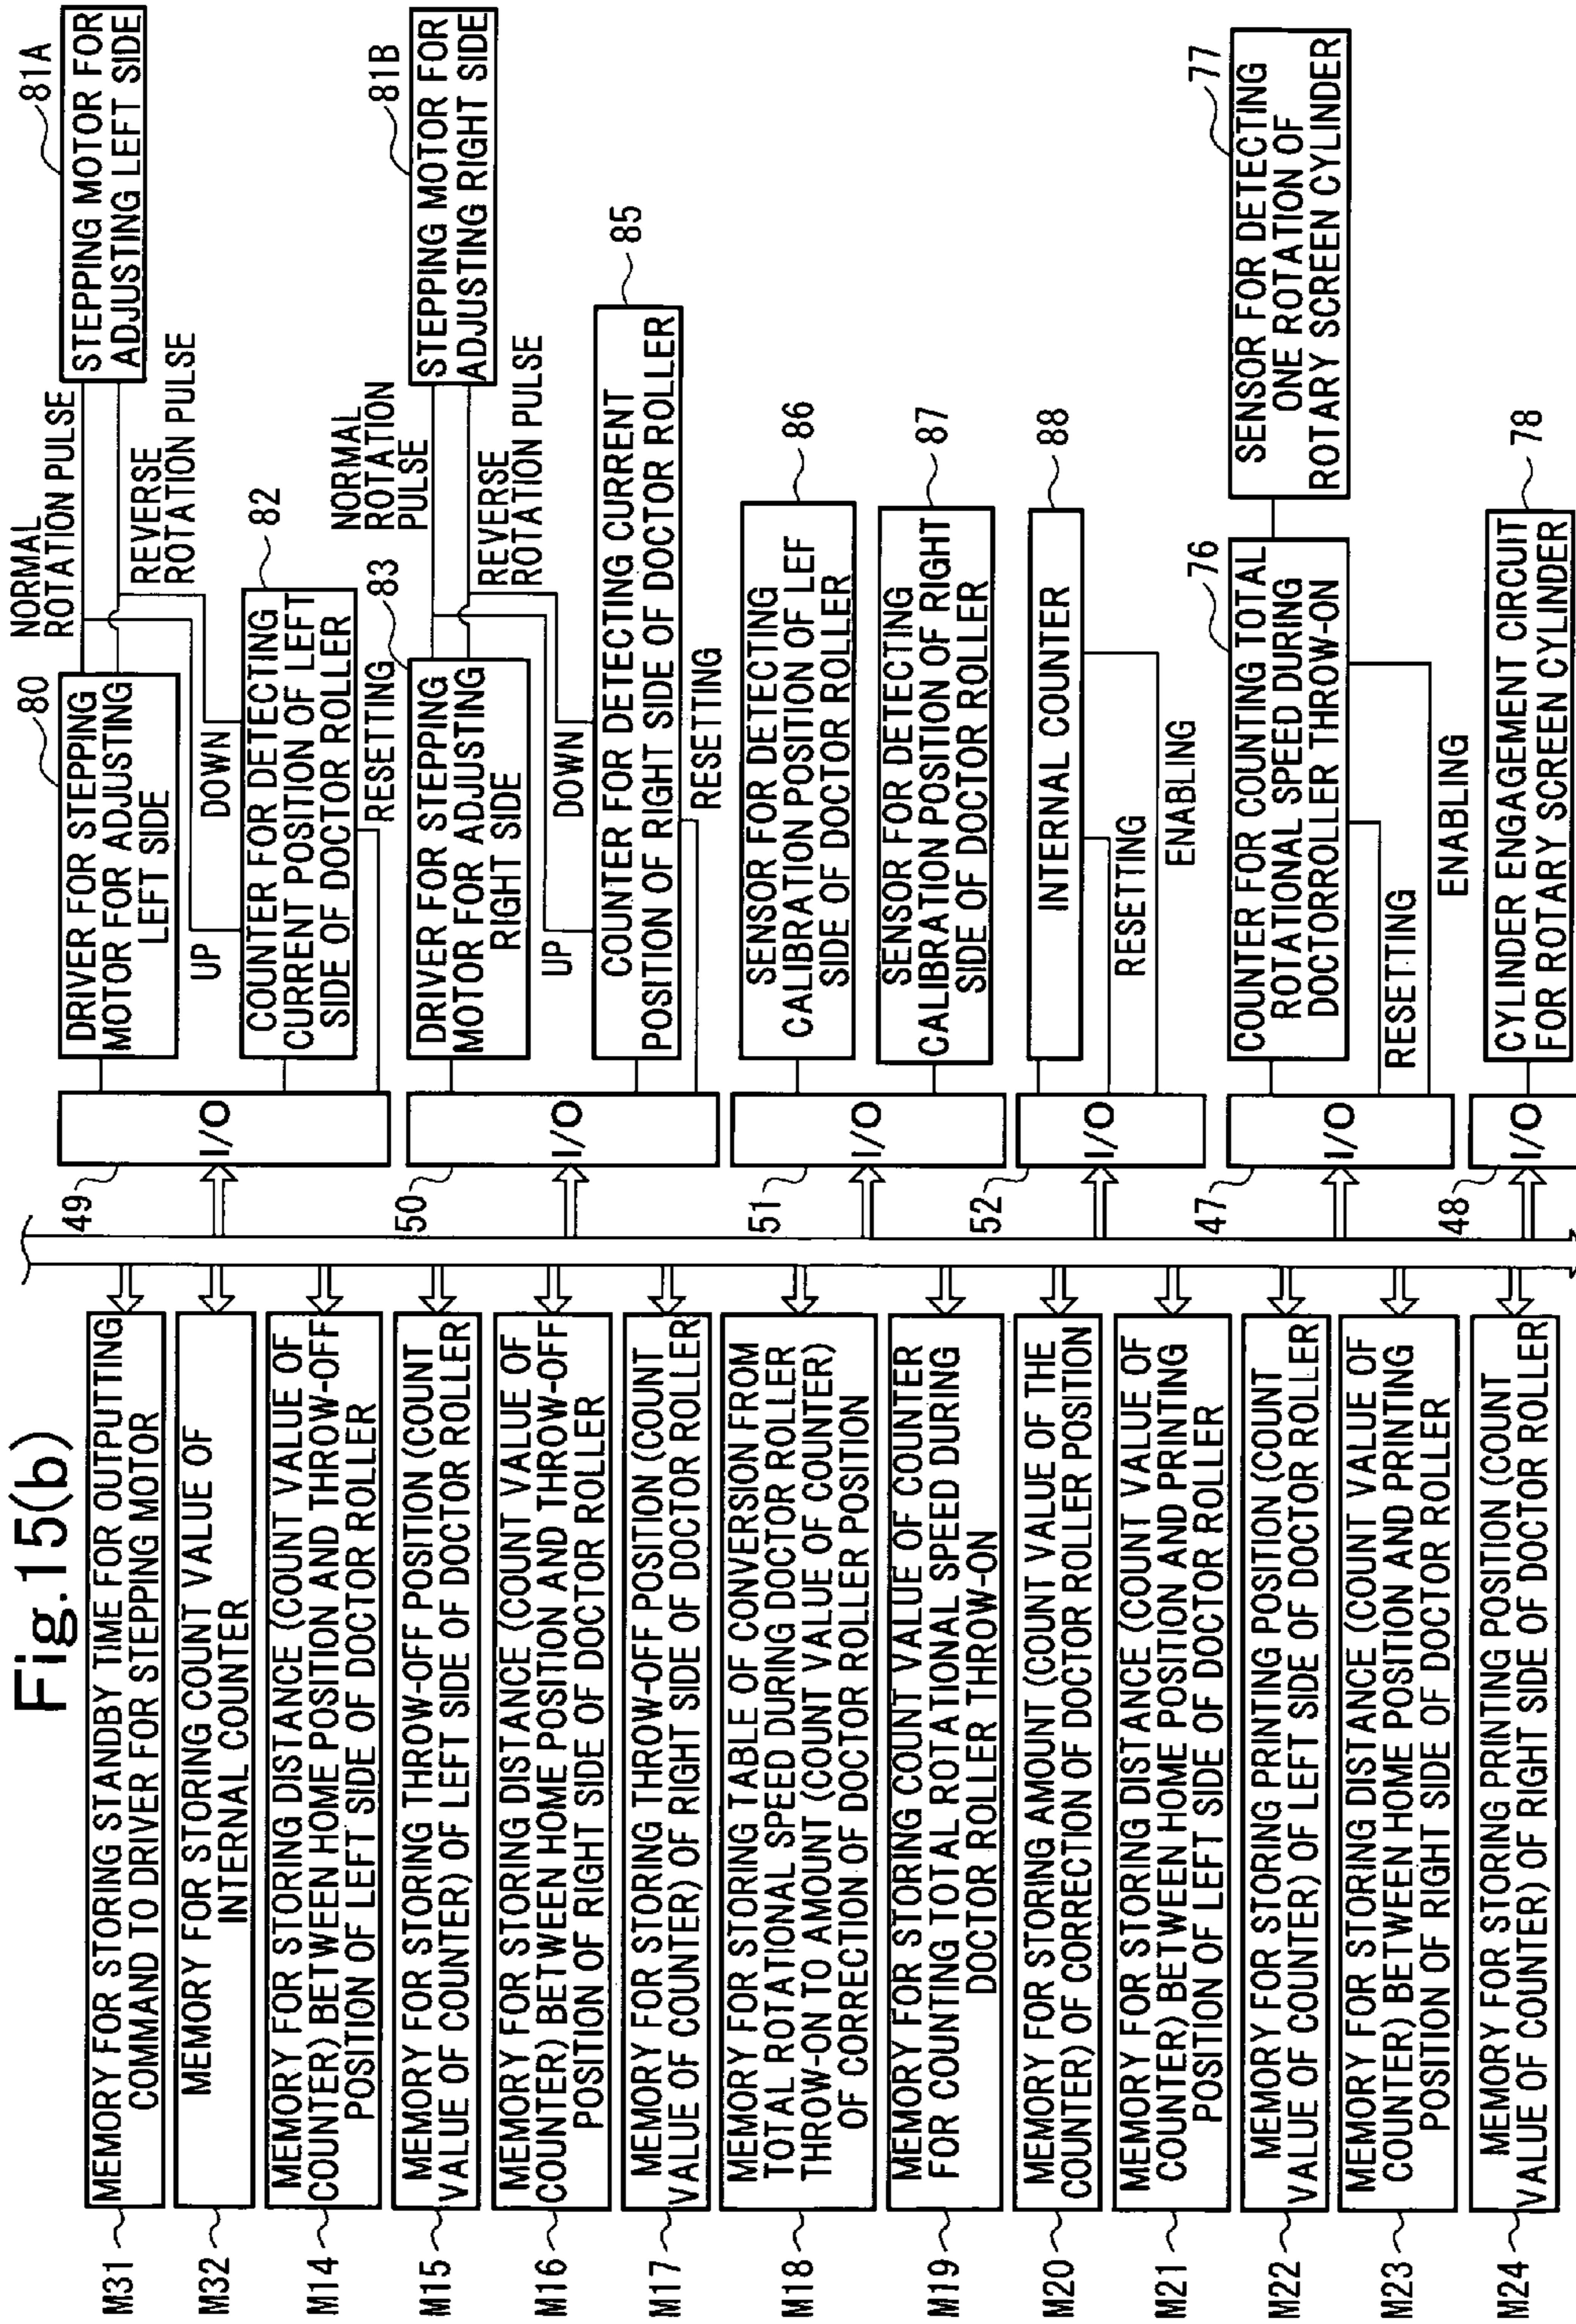 Fig.15(b)
M31
MEMORY FOR STORING STANDBY TIME FOR OUTPUTTING
COMMAND TO DRIVER FOR STEPPING MOTOR
M32
MEMORY FOR STORING COUNT VALUE OF
INTERNAL COUNTER
M14
MEMORY FOR STORING DISTANCE (COUNT VALUE OF
COUNTER) BETWEEN HOME POSITION AND THROW-OFF
POSITION OF LEFT SIDE OF DOCTOR ROLLER
M15
MEMORY FOR STORING THROW-OFF POSITION (COUNT
VALUE OF COUNTER) OF LEFT SIDE OF DOCTOR ROLLER
M16
MEMORY FOR STORING DISTANCE (COUNT VALUE OF
COUNTER) BETWEEN HOME POSITION AND THROW-OFF
POSITION OF RIGHT SIDE OF DOCTOR ROLLER
M17
MEMORY FOR STORING THROW-OFF POSITION (COUNT
VALUE OF COUNTER) OF RIGHT SIDE OF DOCTOR ROLLER)
M18
MEMORY FOR STORING TABLE OF CONVERSION FROM
TOTAL ROTATIONAL SPEED DURING DOCTOR ROLLER
THROW-ON TO AMOUNT (COUNT VALUE OF COUNTER)
OF CORRECTION OF DOCTOR ROLLER POSITION
M19
MEMORY FOR STORING COUNT VALUE OF COUNTER
FOR COUNTING TOTAL ROTATIONAL SPEED DURING
DOCTOR ROLLER THROW-ON
M20
MEMORY FOR STORING AMOUNT (COUNT VALUE OF THE
COUNTER) OF CORRECTION OF DOCTOR ROLLER POSITION
M21
MEMORY FOR STORING DISTANCE (COUNT VALUE OF
COUNTER) BETWEEN HOME POSITION AND PRINTING
POSITION OF LEFT SIDE OF DOCTOR ROLLER
M22
MEMORY FOR STORING PRINTING POSITION (COUNT
VALUE OF COUNTER) OF LEFT SIDE OF DOCTOR ROLLER
M23
MEMORY FOR STORING DISTANCE (COUNT VALUE OF
COUNTER) BETWEEN HOME POSITION AND PRINTING
POSITION OF RIGHT SIDE OF DOCTOR ROLLER
M24
MEMORY FOR STORING PRINTING POSITION (COUNT
VALUE OF COUNTER) OF RIGHT SIDE OF DOCTOR ROLLER
49
I/O
80
DRIVER FOR STEPPING
MOTOR FOR ADJUSTING
LEFT SIDE
NORMAL
ROTATION PULSE
REVERSE
ROTATION PULSE
81A
STEPPING MOTOR FOR
ADJUSTING LEFT SIDE
UP
DOWN
82
COUNTER FOR DETECTING
CURRENT POSITION OF LEFT
SIDE OF DOCTOR ROLLER
RESETTING
50
I/O
83
DRIVER FOR STEPPING
MOTOR FOR ADJUSTING
RIGHT SIDE
NORMAL
ROTATION
PULSE
REVERSE
ROTATION PULSE
81B
STEPPING MOTOR FOR
ADJUSTING RIGHT SIDE
UP
DOWN
85
COUNTER FOR DETECTING CURRENT
POSITION OF RIGHT SIDE OF DOCTOR ROLLER
RESETTING
51
I/O
86
SENSOR FOR DETECTING
CALIBRATION POSITION OF LEF
SIDE OF DOCTOR ROLLER
87
SENSOR FOR DETECTING
CALIBRATION POSITION OF RIGHT
SIDE OF DOCTOR ROLLER
52
I/O
88
INTERNAL COUNTER
RESETTING
ENABLING
47
I/O
76
COUNTER FOR COUNTING TOTAL
ROTATIONAL SPEED DURING
DOCTORROLLER THROW-ON
77
SENSOR FOR DETECTING
ONE ROTATION OF
ROTARY SCREEN CYLINDER
RESETTING
ENABLING
48
I/O
78
CYLINDER ENGAGEMENT CIRCUIT
FOR ROTARY SCREEN CYLINDER